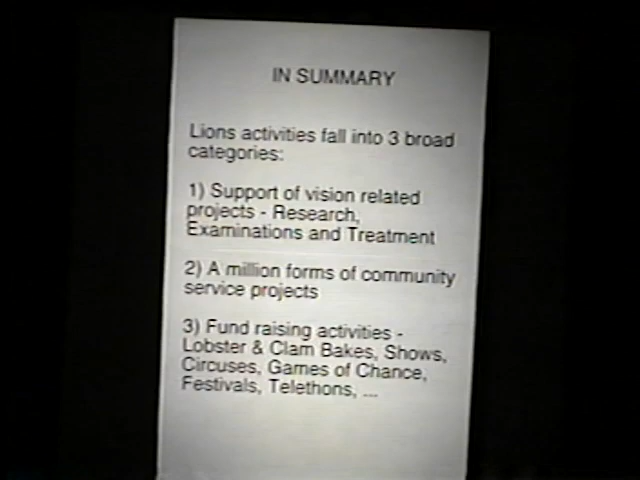 IN SUMMARY
Lions activities fall into 3 broad
categories:
1) Support of vision related
projects - Research,
Examinations and Treatment
2) A million forms of community
service projects
3) Fund raising activities -
Lobster & Clam Bakes, Shows,
Circuses, Games of Chance,
Festivals, Telethons, ...